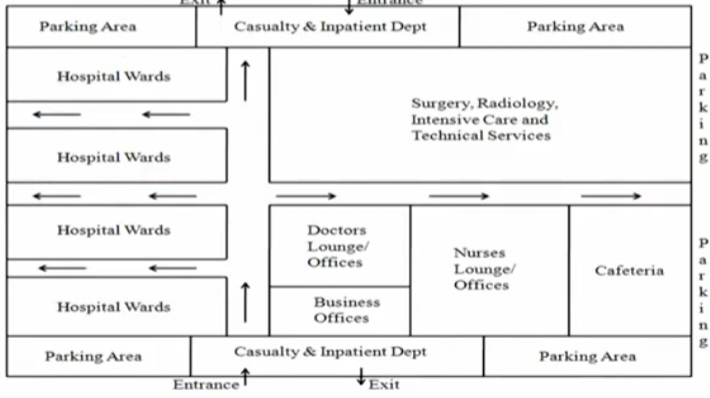 Exit
Entrance
Parking Area
Casualty & Inpatient Dept
Parking Area
Hospital Wards
Surgery, Radiology,
Intensive Care and
Technical Services
Parking
Hospital Wards
Hospital Wards
Doctors
Lounge/
Offices
Nurses
Lounge/
Offices
Cafeteria
Parking
Hospital Wards
Business
Offices
Parking Area
Casualty & Inpatient Dept
Parking Area
Entrance
Exit